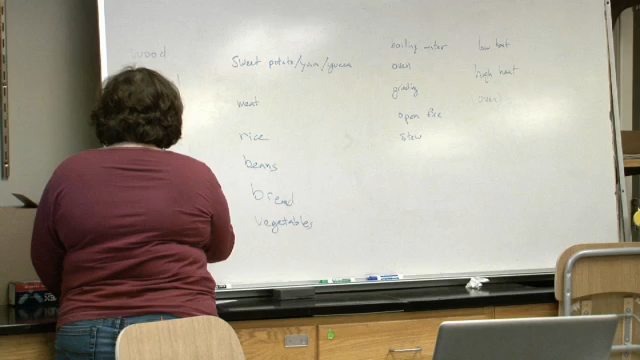 wood
Sweet potato/yam/yucca
meat
rice
beans
bread
vegetables
boiling water
oven
grinding
open fire
stew
low heat
high heat